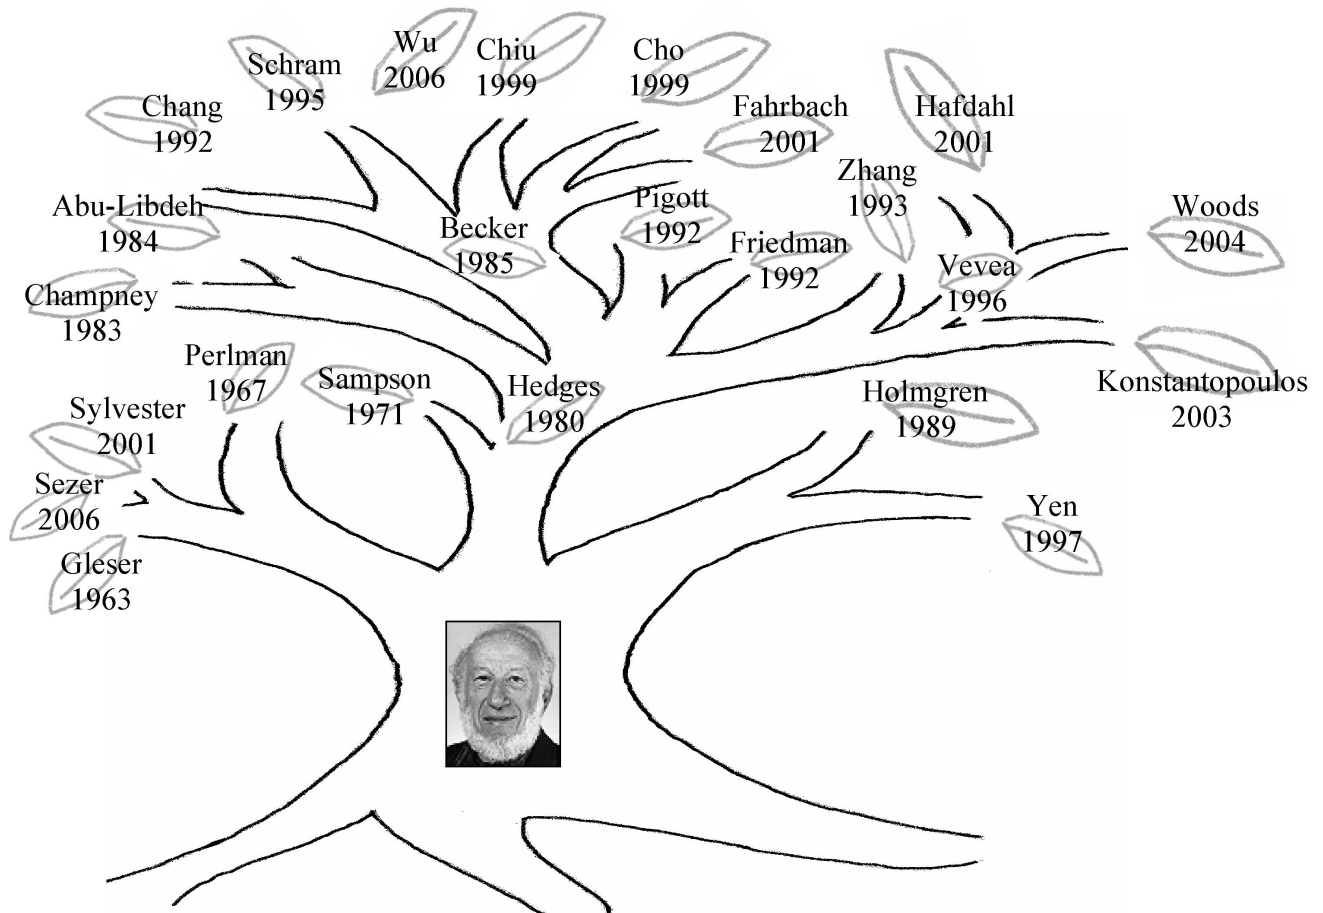 Wu
2006
Chiu
1999
Cho
1999
Schram
1995
Chang
1992
Fahrbach
2001
Hafdahl
2001
Zhang
1993
Abu-Libdeh
1984
Pigott
1992
Woods
2004
Becker
1985
Friedman
1992
Vevea
1996
Champney
1983
Perlman
1967
Sampson
1971
Hedges
1980
Holmgren
1989
Konstantopoulos
2003
Sylvester
2001
Sezer
2006
Yen
1997
Gleser
1963